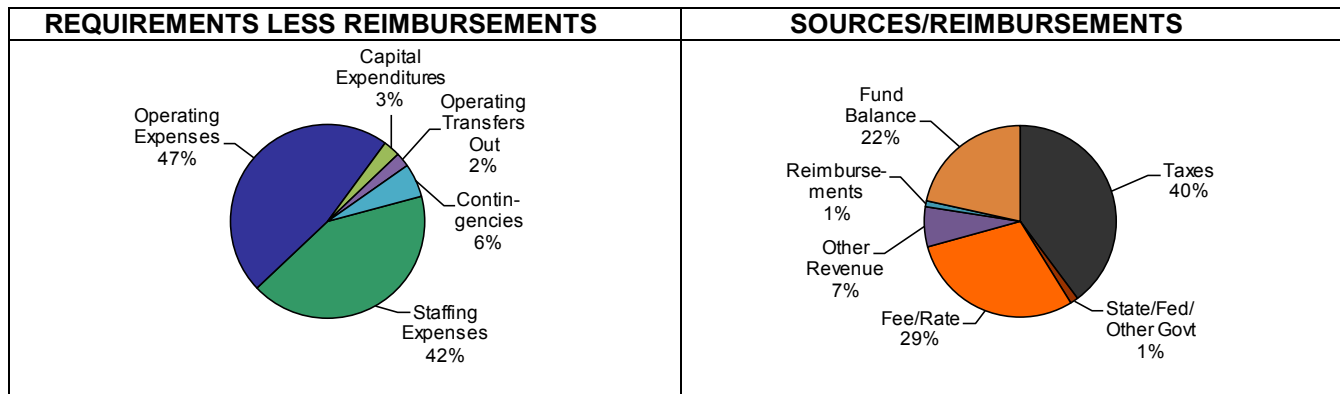 REQUIREMENTS LESS REIMBURSEMENTS
Capital
Expenditures
3%
Operating
Transfers
Out
2%
Operating
Expenses
47%
Contin-
gencies
6%
Staffing
Expenses
42%
SOURCES/REIMBURSEMENTS
Fund
Balance
22%
Taxes
40%
Reimburse-
ments
1%
Other
Revenue
7%
Fee/Rate
29%
State/Fed/
Other Govt
1%